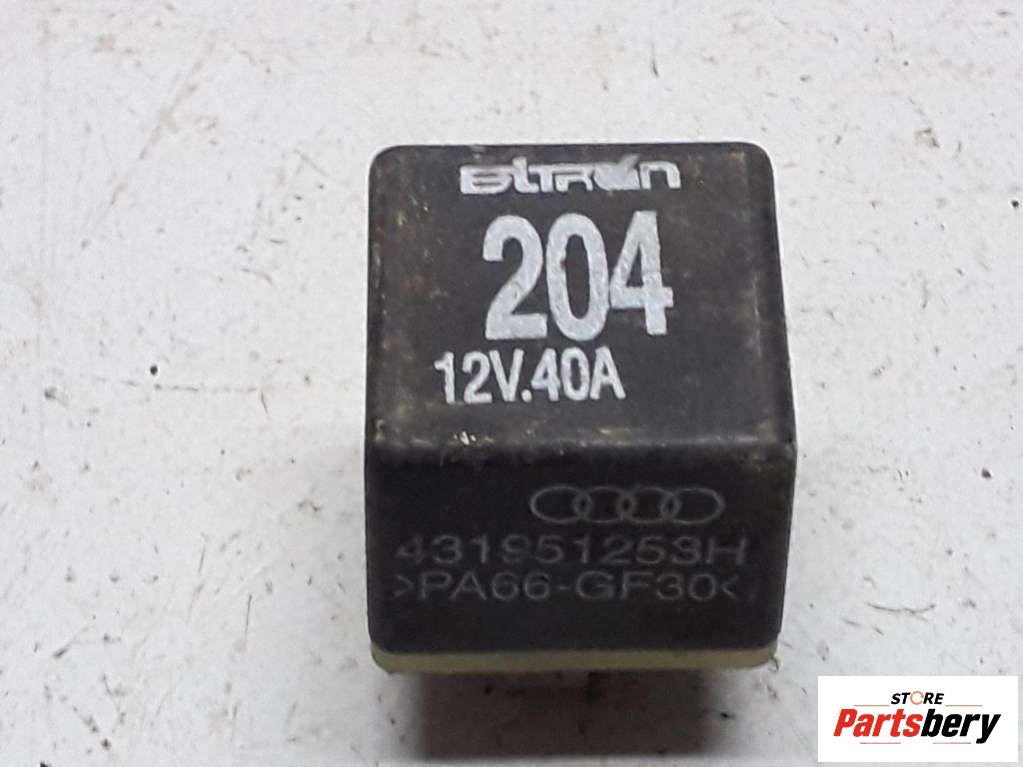 BITRON
204
12V.40A
431951253H
>PA66-GF30<
STORE
Partsbery